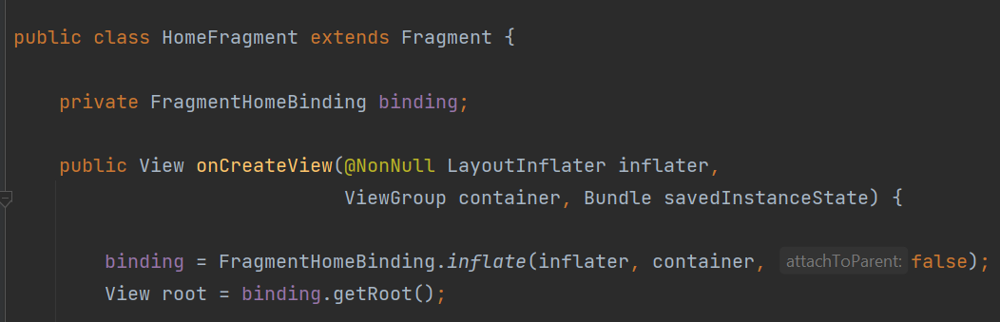 public class HomeFragment extends Fragment {
private FragmentHomeBinding binding;
public View onCreateView(@NonNull LayoutInflater inflater,
ViewGroup container, Bundle savedInstanceState) {
binding = FragmentHomeBinding.inflate(inflater, container, attachToParent: false);
View root = binding.getRoot();